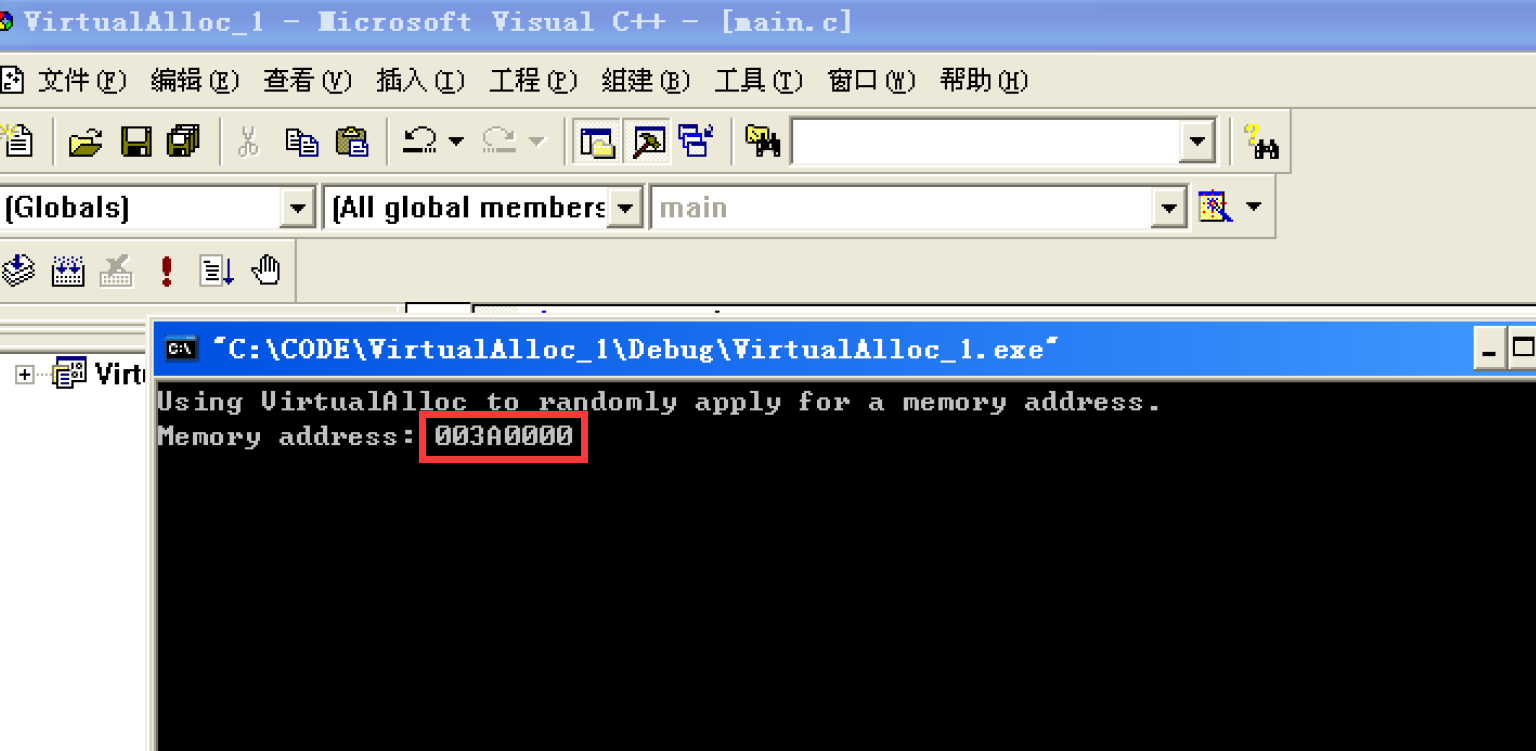 VirtualAlloc_1 - Microsoft Visual C++ - [main.c]
文件(F) 编辑(E) 查看(V) 插入(I) 工程(P) 组建(B) 工具(T) 窗口(W) 帮助(H)
(Globals) (All global members main
"C:\CODE\VirtualAlloc_1\Debug\VirtualAlloc_1.exe"
Virtu
Using VirtualAlloc to randomly apply for a memory address.
Memory address: 003A0000